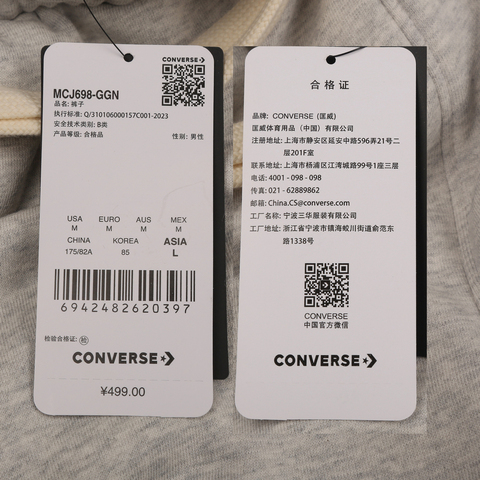 CONVERSE
MCJ698-GGN
品名: 裤子
执行标准: Q/310106000157C001-2023
安全技术类别: B类
产品等级: 合格品
性别: 男性
USA EURO AUS MEX
M M M M
CHINA KOREA ASIA
175/82A 85 L
6942482620397
检验合格证: 检
CONVERSE
¥499.00
合格证
品牌: CONVERSE (匡威)
匡威体育用品（中国）有限公司
注册地址: 上海市静安区延安中路596弄21号二
层201F室
联系地址: 上海市杨浦区江湾城路99号1座三层
电话: 4001 - 098 - 098
传真: 021 - 62889862
邮箱: China.CS@converse.com
工厂名称: 宁波三华服装有限公司
工厂地址: 浙江省宁波市镇海蛟川街道俞范东
路1338号
CONVERSE
中国官方微信
CONVERSE